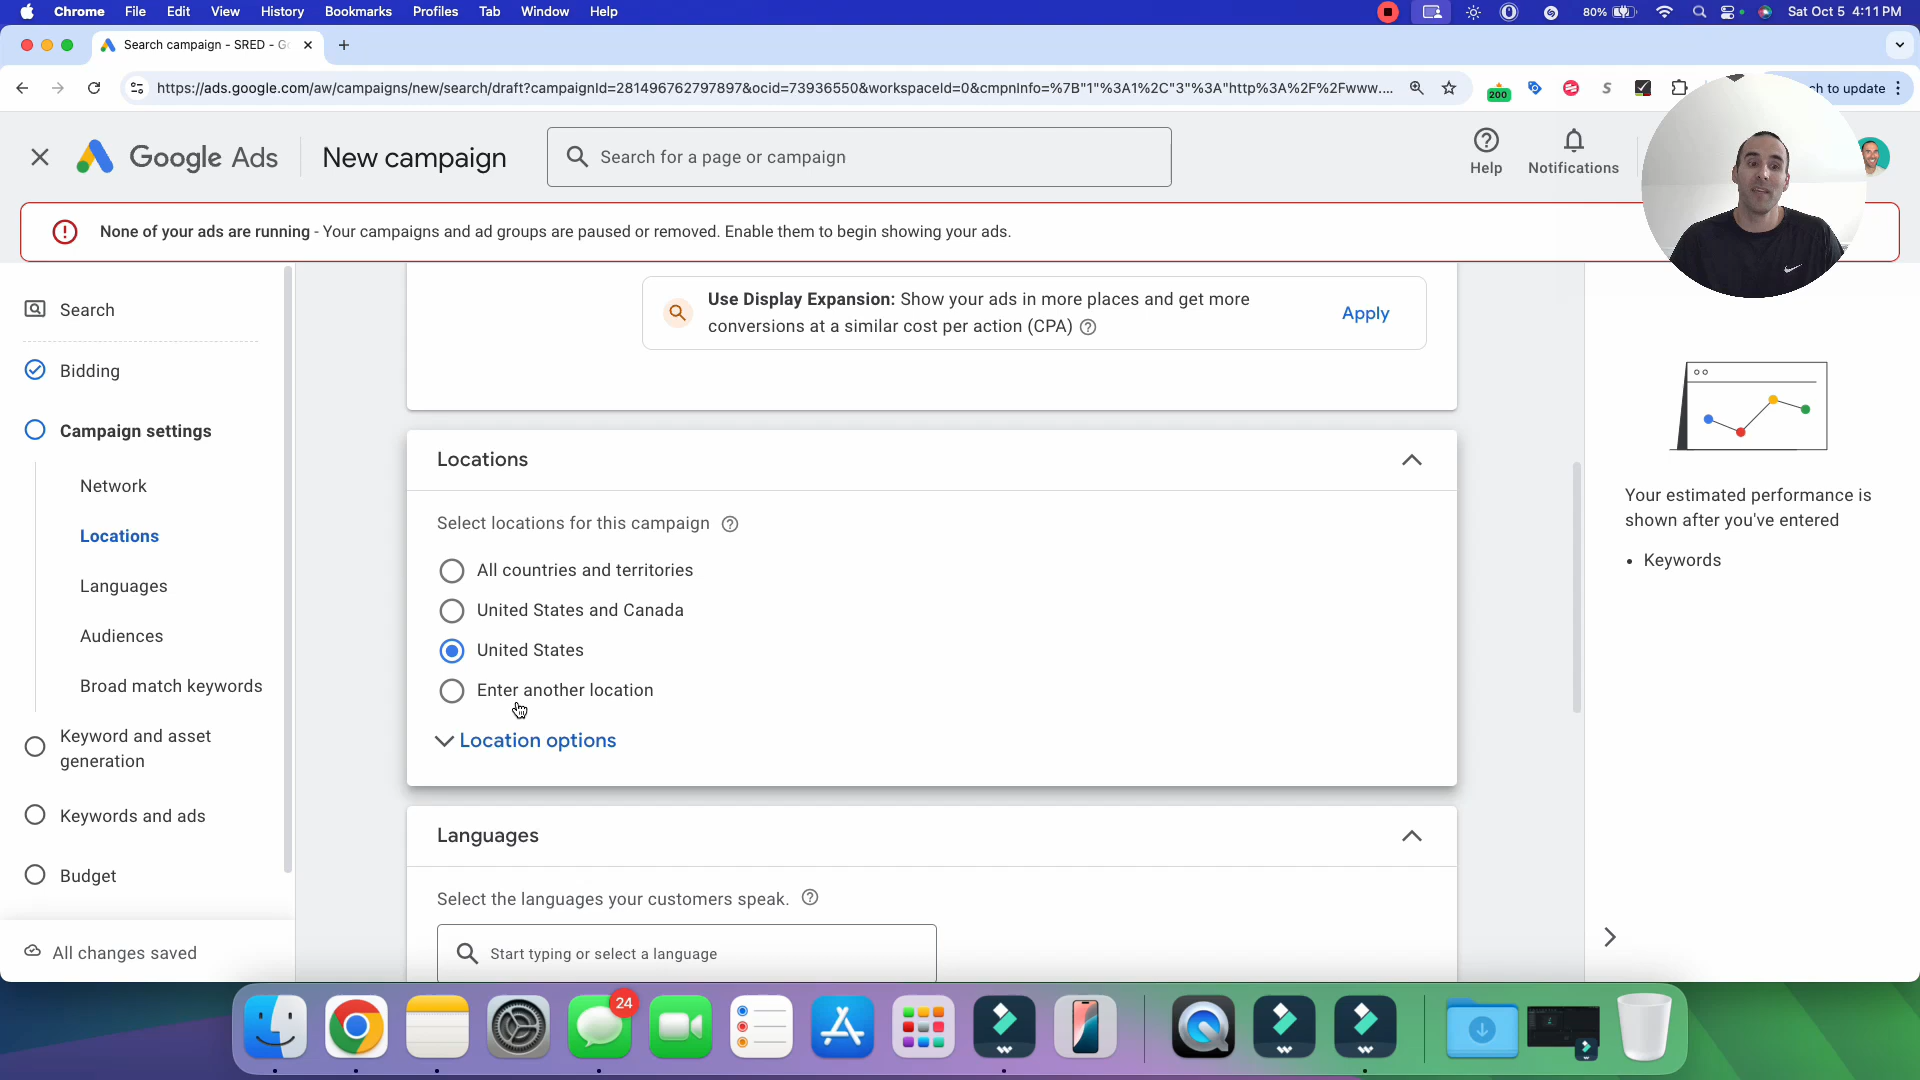 Chrome File Edit View History Bookmarks Profiles Tab Window Help 80% Sat Oct 5 4:11 PM
Search campaign - SRED - G
https://ads.google.com/aw/campaigns/new/search/draft?campaignId=281496762797897&ocid=73936550&workspaceId=0&cmpnInfo=%7B"1"%3A1%2C"3"%3A"http%3A%2F%2Fwww.... 200 S ch to update
Google Ads New campaign Search for a page or campaign Help Notifications
None of your ads are running - Your campaigns and ad groups are paused or removed. Enable them to begin showing your ads.
Search
Bidding
Campaign settings
Network
Locations
Languages
Audiences
Broad match keywords
Keyword and asset
generation
Keywords and ads
Budget
All changes saved
Use Display Expansion: Show your ads in more places and get more
conversions at a similar cost per action (CPA)
Apply
Locations
Select locations for this campaign
All countries and territories
United States and Canada
United States
Enter another location
Location options
Languages
Select the languages your customers speak.
Start typing or select a language
Your estimated performance is
shown after you've entered
• Keywords
24